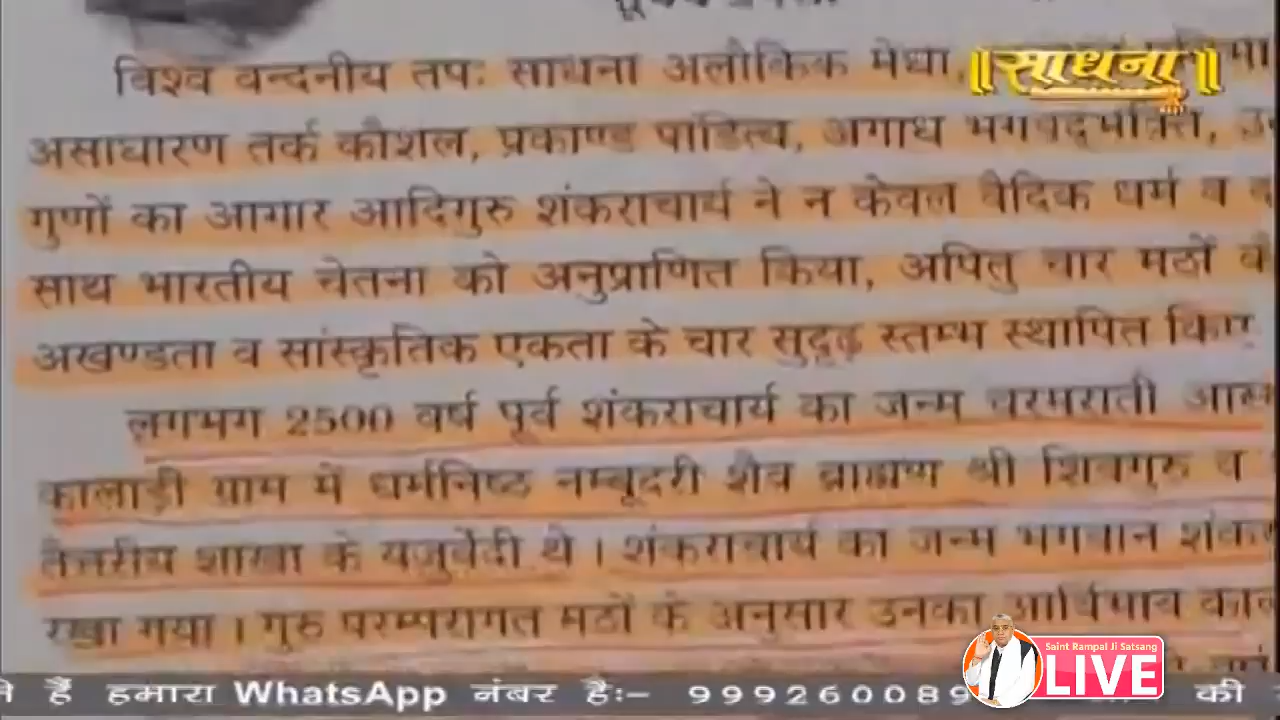 विश्व वन्दनीय तपः साधना अलौकिक मेधा,
॥साधना॥
असाधारण तर्क कौशल, प्रकाण्ड पांडित्य, अगाध भगवद्भक्ति,
गुणों का आगार आदिगुरु शंकराचार्य ने न केवल वैदिक धर्म व
साथ भारतीय चेतना को अनुप्राणित किया, अपितु चार मठों
अखण्डता व सांस्कृतिक एकता के चार सुदृढ़ स्तम्भ स्थापित किए
लगभग 2500 वर्ष पूर्व शंकराचार्य का जन्म चरमराती
कालाड़ी ग्राम में धर्मनिष्ठ नम्बूदरी शैव ब्राह्मण श्री शिवगुरु व
तैत्तरीय शाखा के यजुर्वेदी थे । शंकराचार्य का जन्म भगवान
रखा गया । गुरु परम्परागत मठों के अनुसार उनका आविर्भाव
Saint Rampal Ji Satsang
LIVE
हैं हमारा WhatsApp नंबर हैः– 999260089 की